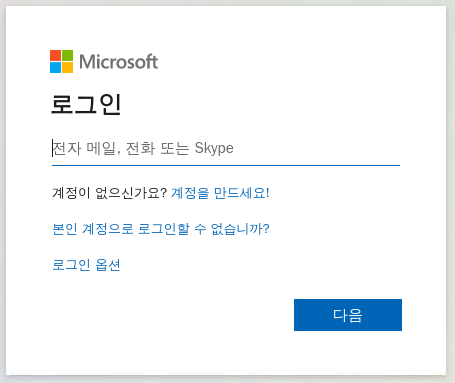 Microsoft
로그인
전자 메일, 전화 또는 Skype
계정이 없으신가요? 계정을 만드세요!
본인 계정으로 로그인할 수 없습니까?
로그인 옵션
다음